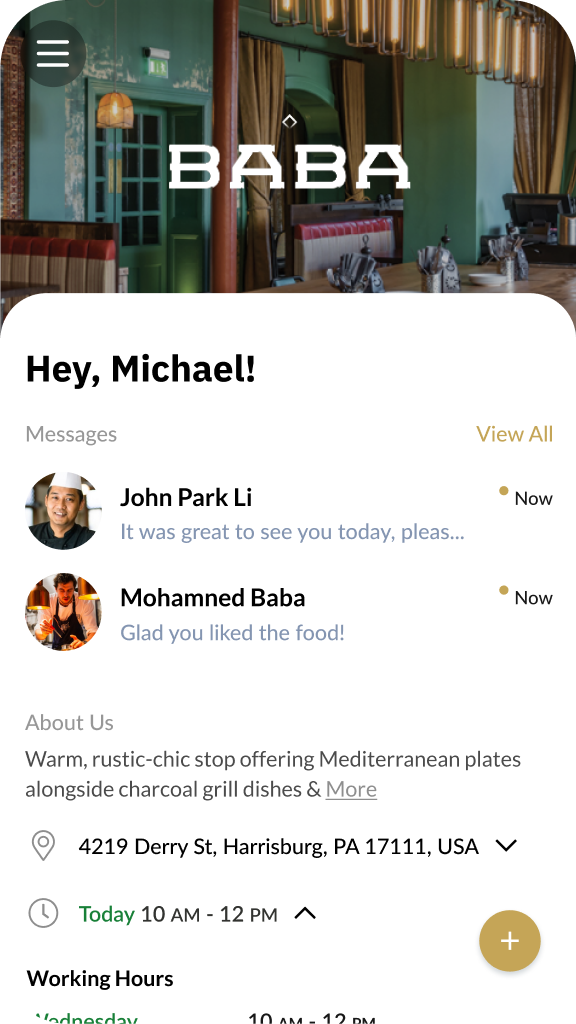 BABA
Hey, Michael!
Messages
View All
John Park Li
Now
It was great to see you today, pleas...
Mohamned Baba
Now
Glad you liked the food!
About Us
Warm, rustic-chic stop offering Mediterranean plates
alongside charcoal grill dishes & More
4219 Derry St, Harrisburg, PA 17111, USA
Today 10 AM - 12 PM
Working Hours
Wednesday 10 AM - 12 PM